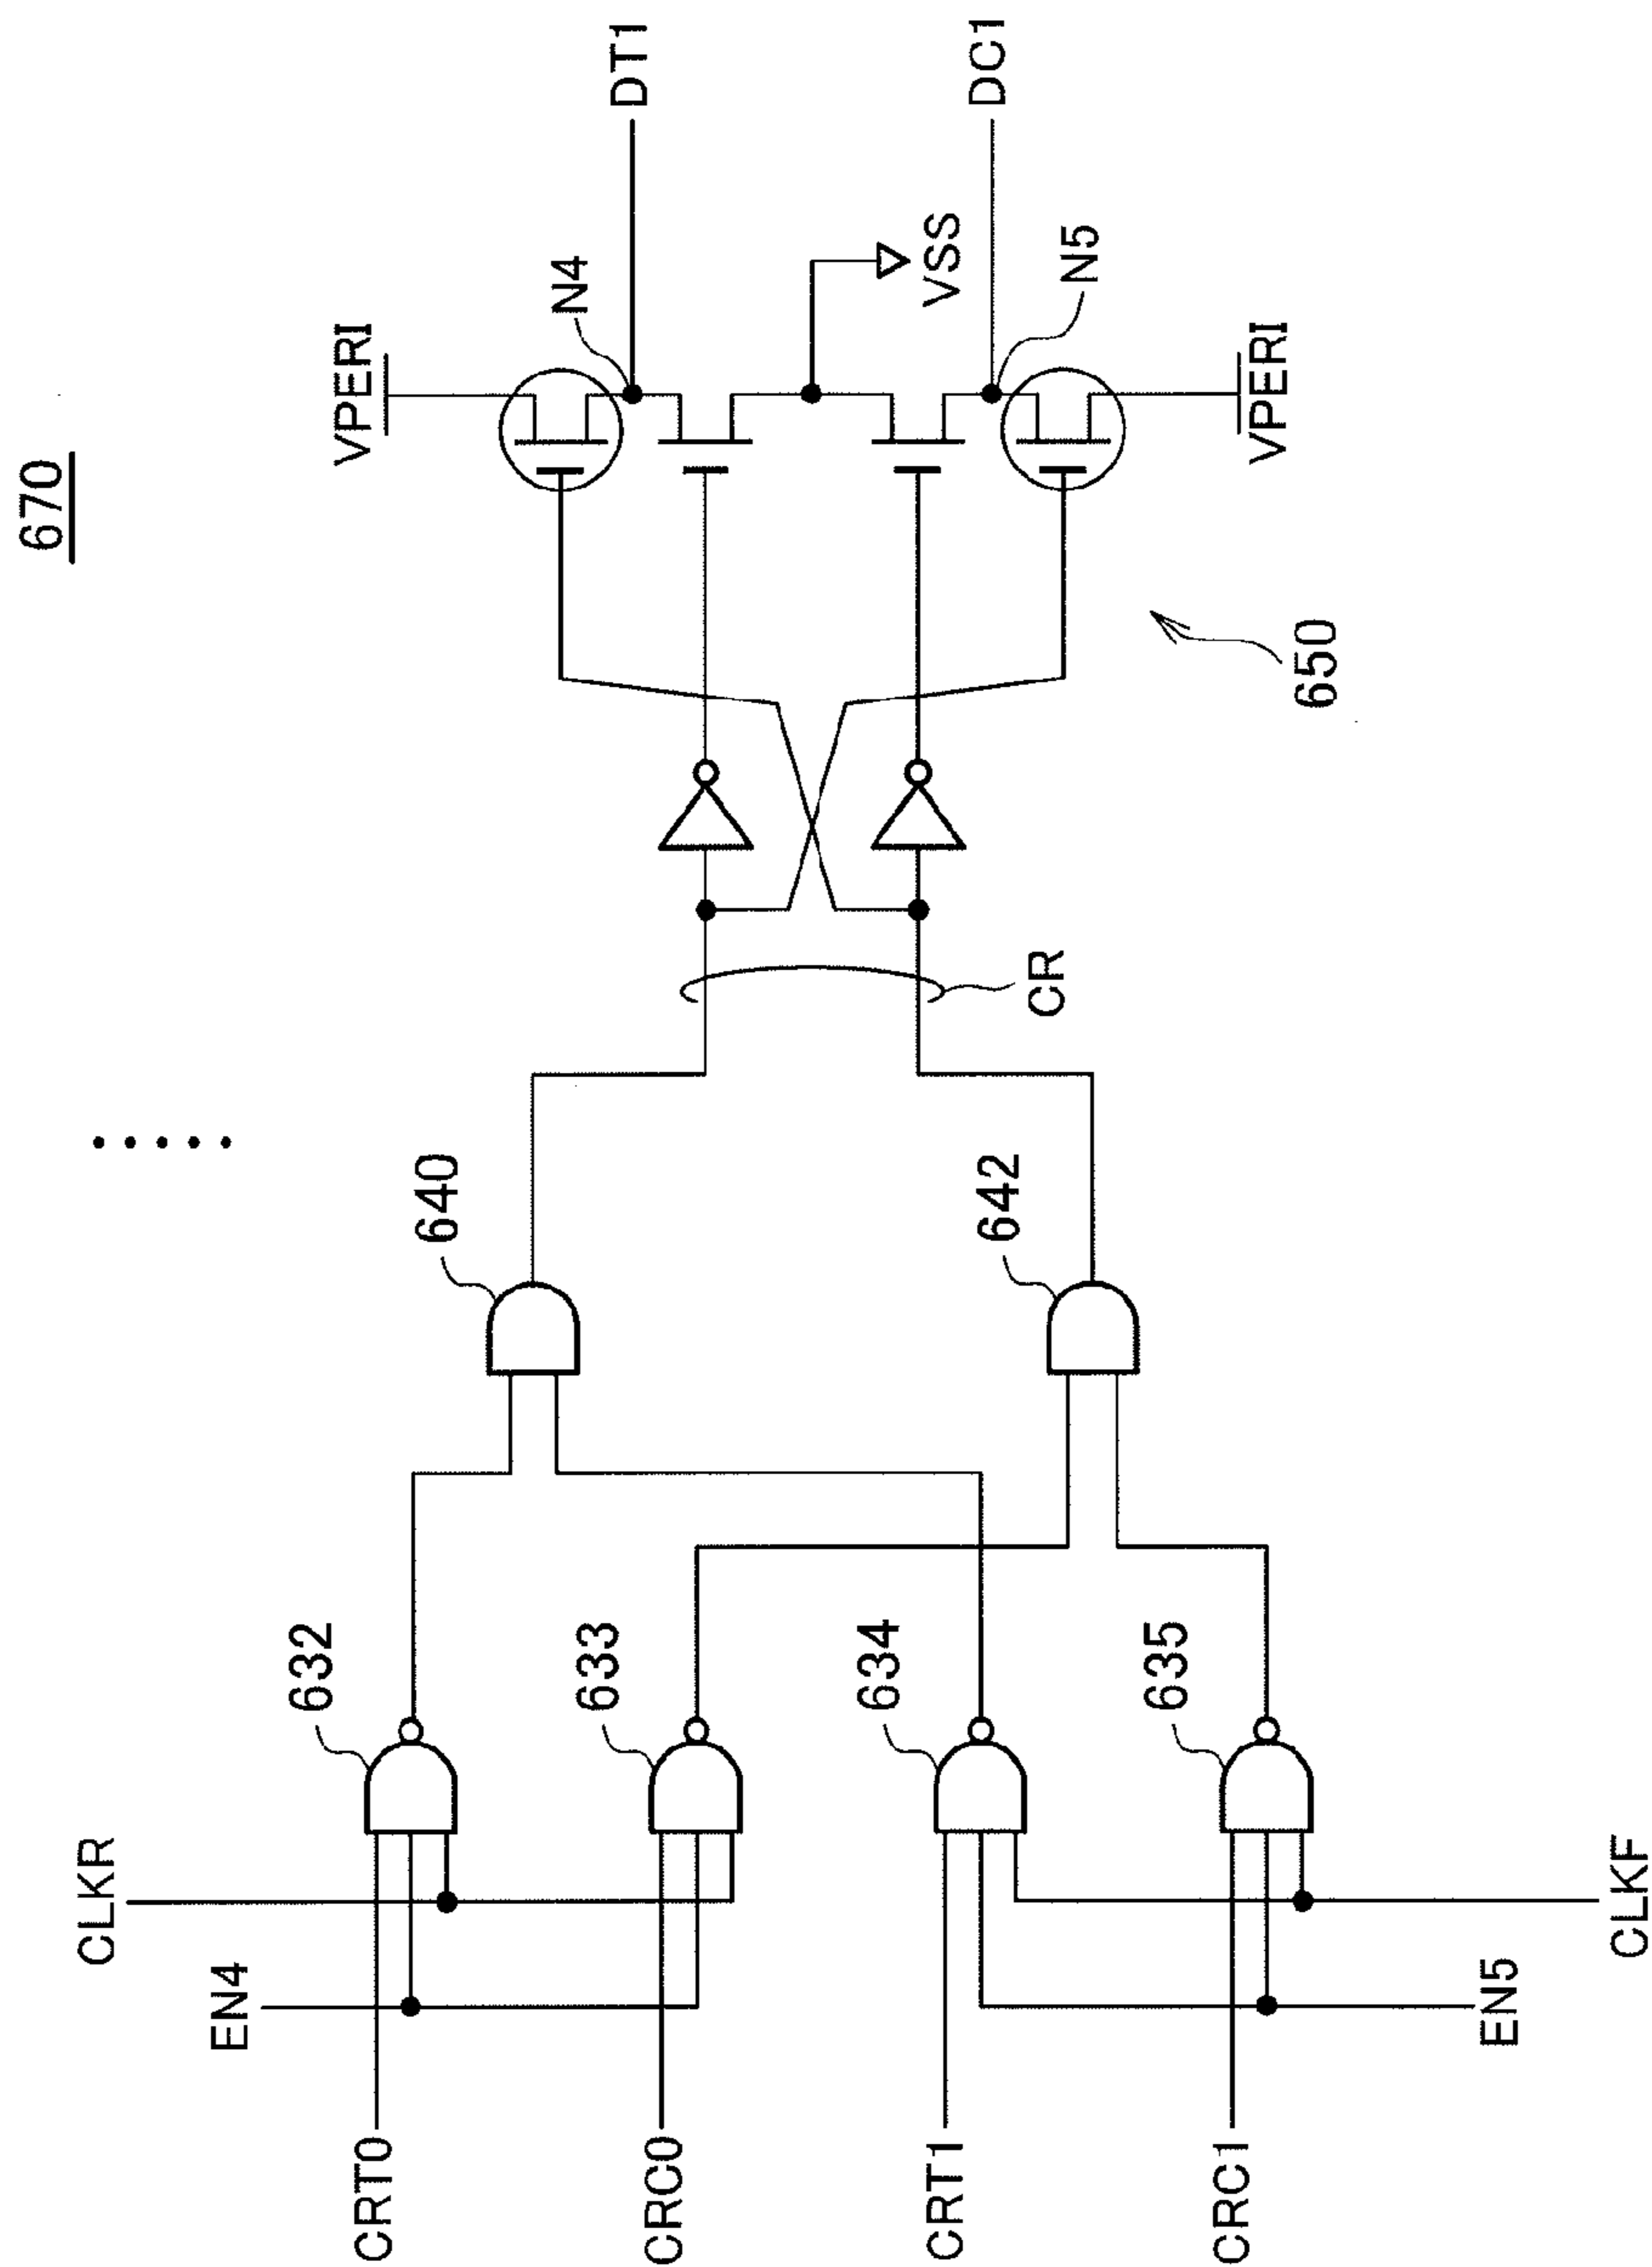 670
CLKR
EN4
CRT0
CRC0
CRT1
CRC1
EN5
CLKF
632
633
634
635
640
642
CR
650
VPERI
N4
DT1
VSS
DC1
N5
VPERI